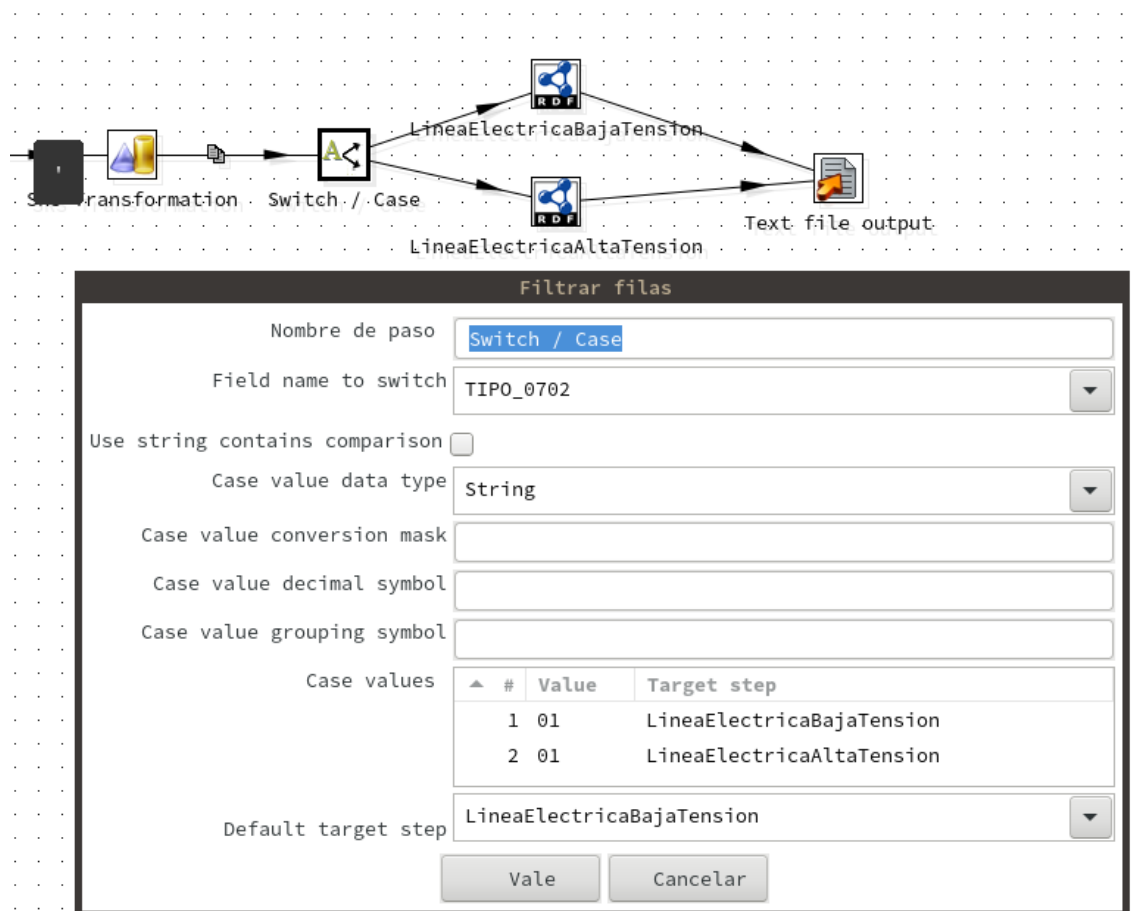 RDF
LineaElectricaBajaTension
A
Transformation
Switch / Case
RDF
LineaElectricaAltaTension
Text file output
Filtrar filas
Nombre de paso Switch / Case
Field name to switch TIPO_0702
Use string contains comparison
Case value data type String
Case value conversion mask
Case value decimal symbol
Case value grouping symbol
Case values
# Value Target step
1 01 LineaElectricaBajaTension
2 01 LineaElectricaAltaTension
Default target step LineaElectricaBajaTension
Vale Cancelar